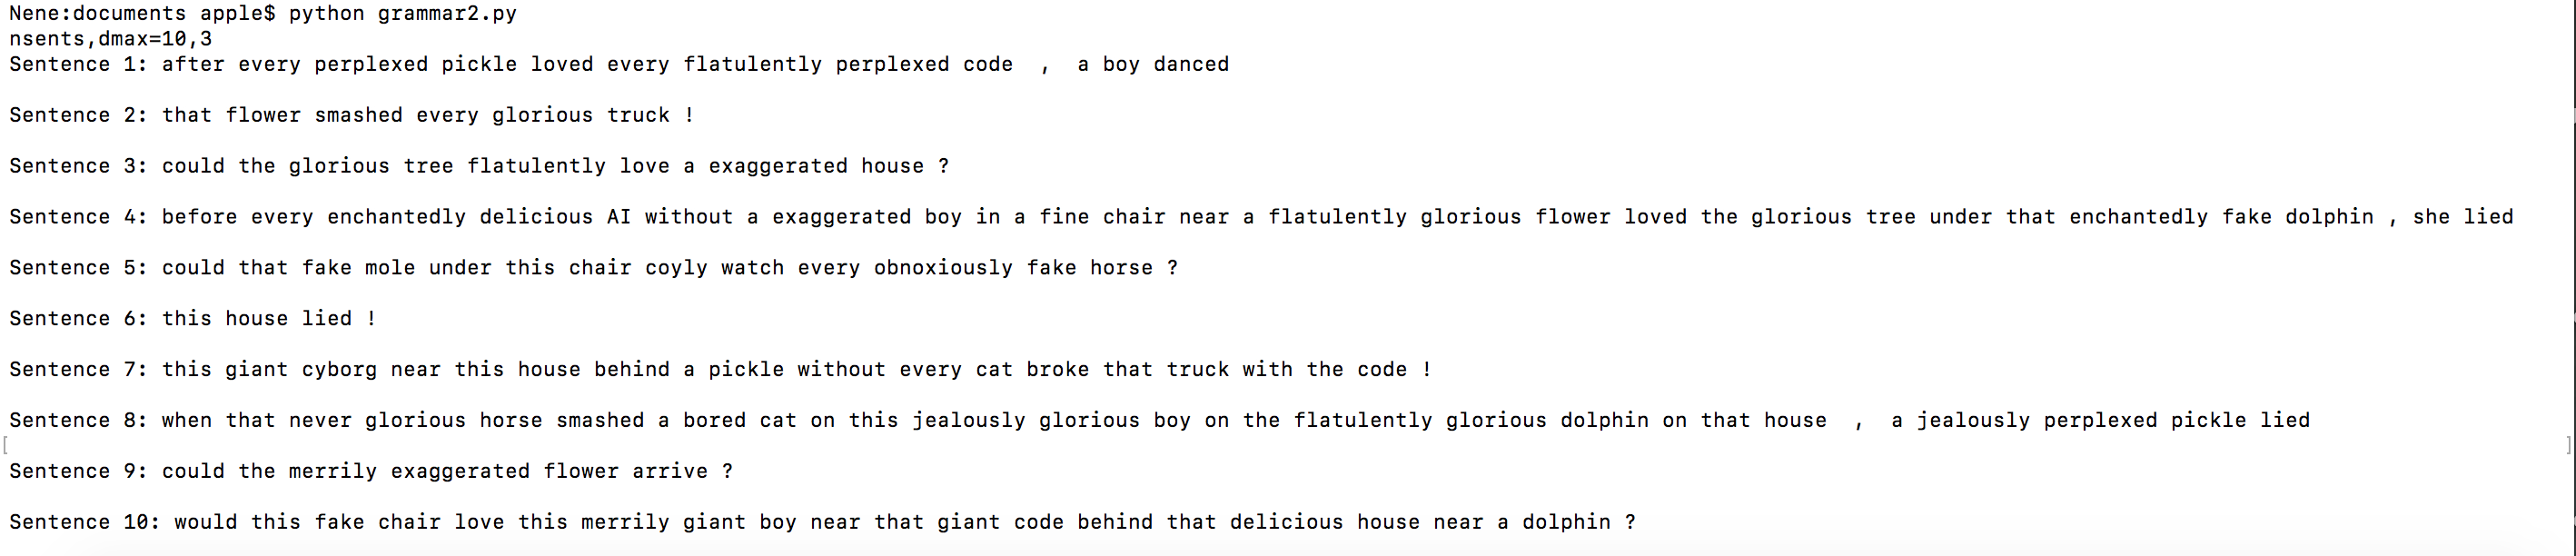 Nene:documents apple$ python grammar2.py
nsents,dmax=10,3
Sentence 1: after every perplexed pickle loved every flatulently perplexed code  ,  a boy danced
Sentence 2: that flower smashed every glorious truck !
Sentence 3: could the glorious tree flatulently love a exaggerated house ?
Sentence 4: before every enchantedly delicious AI without a exaggerated boy in a fine chair near a flatulently glorious flower loved the glorious tree under that enchantedly fake dolphin , she lied
Sentence 5: could that fake mole under this chair coyly watch every obnoxiously fake horse ?
Sentence 6: this house lied !
Sentence 7: this giant cyborg near this house behind a pickle without every cat broke that truck with the code !
Sentence 8: when that never glorious horse smashed a bored cat on this jealously glorious boy on the flatulently glorious dolphin on that house  ,  a jealously perplexed pickle lied
[ ]
Sentence 9: could the merrily exaggerated flower arrive ?
Sentence 10: would this fake chair love this merrily giant boy near that giant code behind that delicious house near a dolphin ?